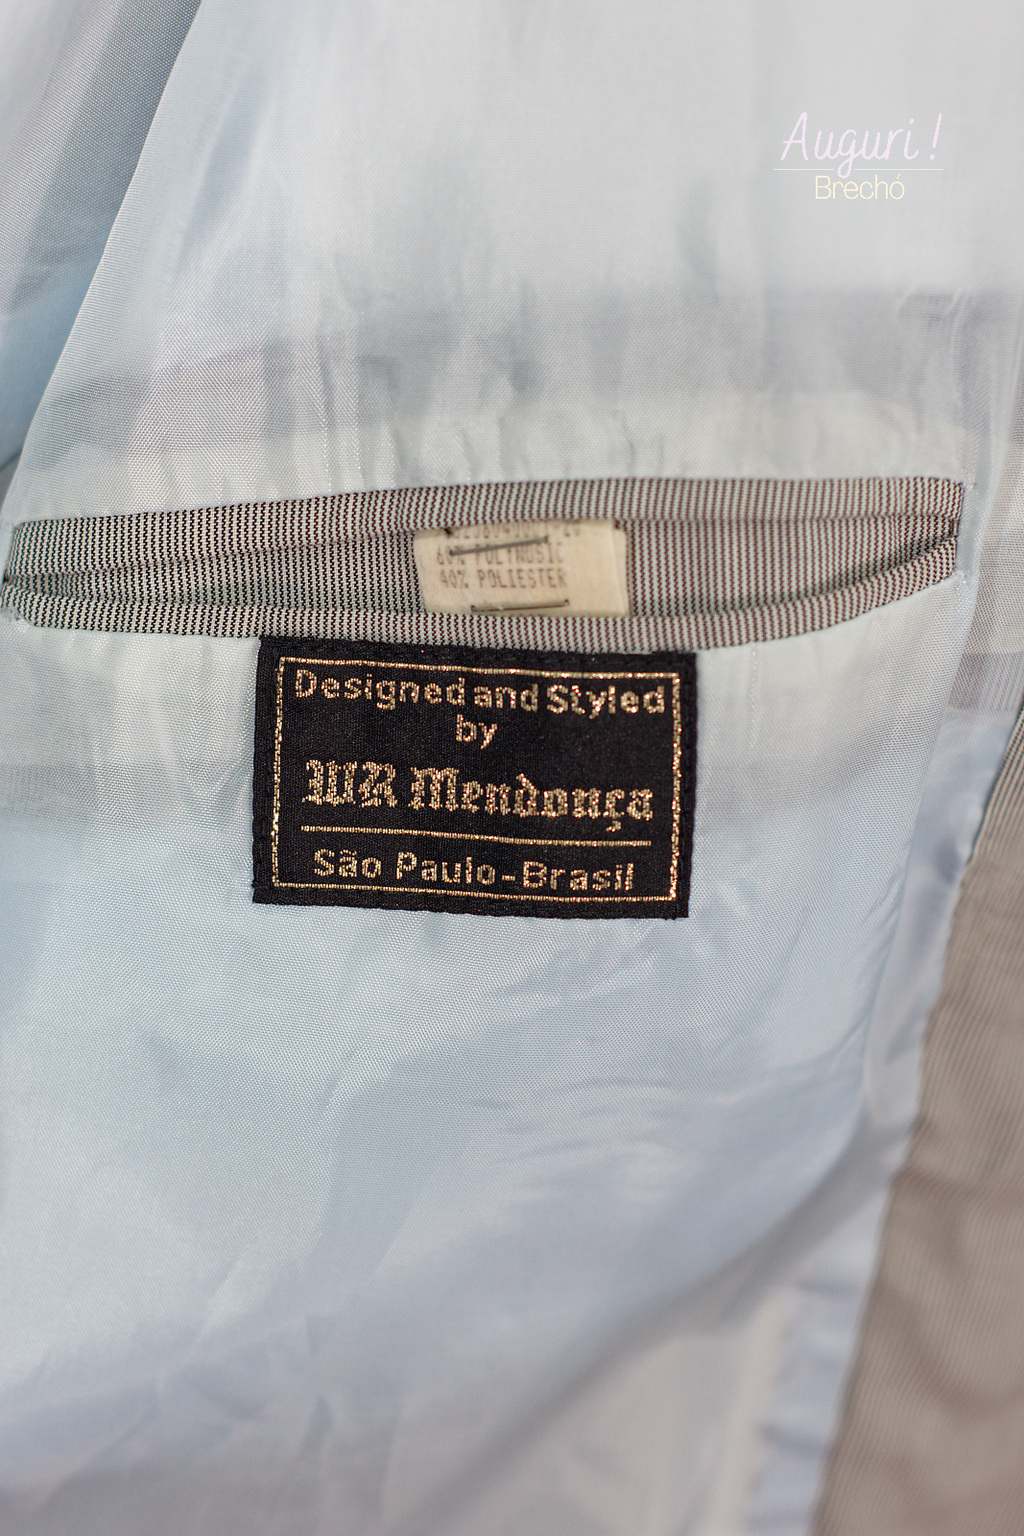 Auguri!
Brechó
60% POLYNOSIC
40% POLIESTER
Designed and Styled
by
WR Mendonça
São Paulo-Brasil